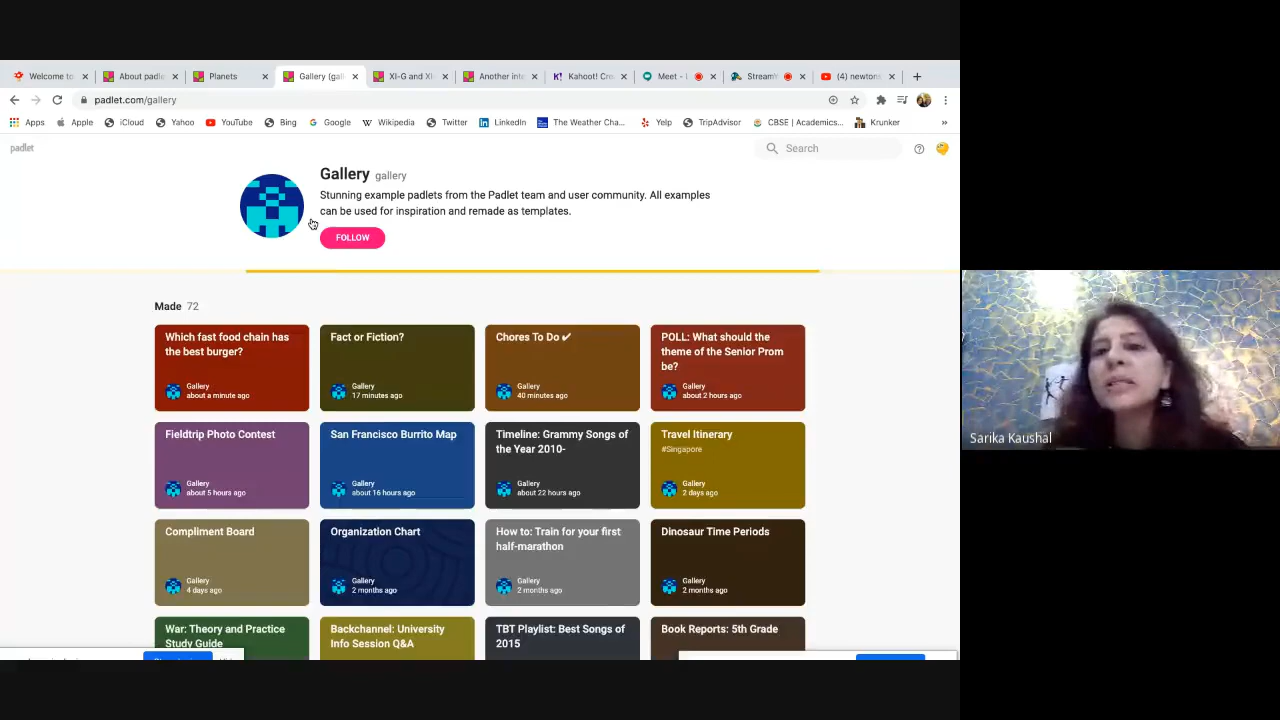 Welcome to
About padle
Planets
Gallery (gall
XI-G and XI-
Another inte
Kahoot! Cre
Meet - L
StreamY
(4) newtons
padlet.com/gallery
Apps
Apple
iCloud
Yahoo
YouTube
Bing
Google
Wikipedia
Twitter
LinkedIn
The Weather Cha...
Yelp
TripAdvisor
CBSE | Academics...
Krunker
»
padlet
Search
Gallery gallery
Stunning example padlets from the Padlet team and user community. All examples
can be used for inspiration and remade as templates.
FOLLOW
Made 72
Which fast food chain has
the best burger?
Gallery
about a minute ago
Fact or Fiction?
Gallery
17 minutes ago
Chores To Do ✔
Gallery
40 minutes ago
POLL: What should the
theme of the Senior Prom
be?
Gallery
about 2 hours ago
Fieldtrip Photo Contest
Gallery
about 5 hours ago
San Francisco Burrito Map
Gallery
about 16 hours ago
Timeline: Grammy Songs of
the Year 2010-
Gallery
about 22 hours ago
Travel Itinerary
#Singapore
Gallery
2 days ago
Compliment Board
Gallery
4 days ago
Organization Chart
Gallery
2 months ago
How to: Train for your first
half-marathon
Gallery
2 months ago
Dinosaur Time Periods
Gallery
2 months ago
War: Theory and Practice
Study Guide
Backchannel: University
Info Session Q&A
TBT Playlist: Best Songs of
2015
Book Reports: 5th Grade
Sarika Kaushal